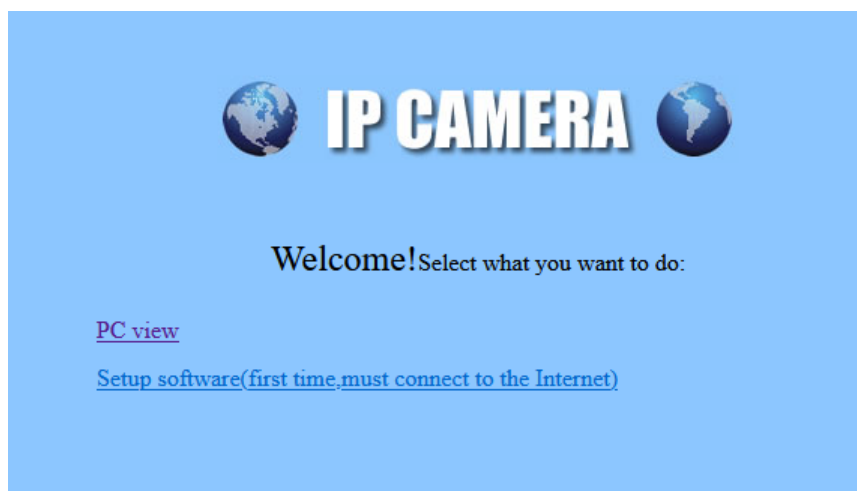 IP CAMERA
Welcome!Select what you want to do:
PC view
Setup software(first time,must connect to the Internet)